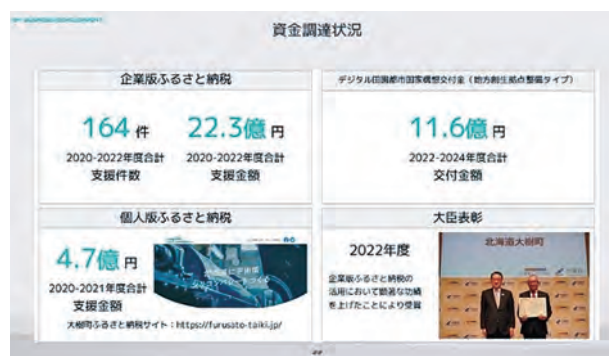 資金調達状況
企業版ふるさと納税
164 件
22.3億 円
2020-2022年度合計
支援件数
2020-2022年度合計
支援金額
デジタル田園都市国家構想交付金（地方創生拠点整備タイプ）
11.6億 円
2022-2024年度合計
交付金額
個人版ふるさと納税
4.7億 円
2020-2021年度合計
支援金額
大樹町ふるさと納税サイト：https://furusato-taiki.jp/
大臣表彰
2022年度
企業版ふるさと納税の
活用において顕著な功績
を上げたことにより受賞
北海道大樹町